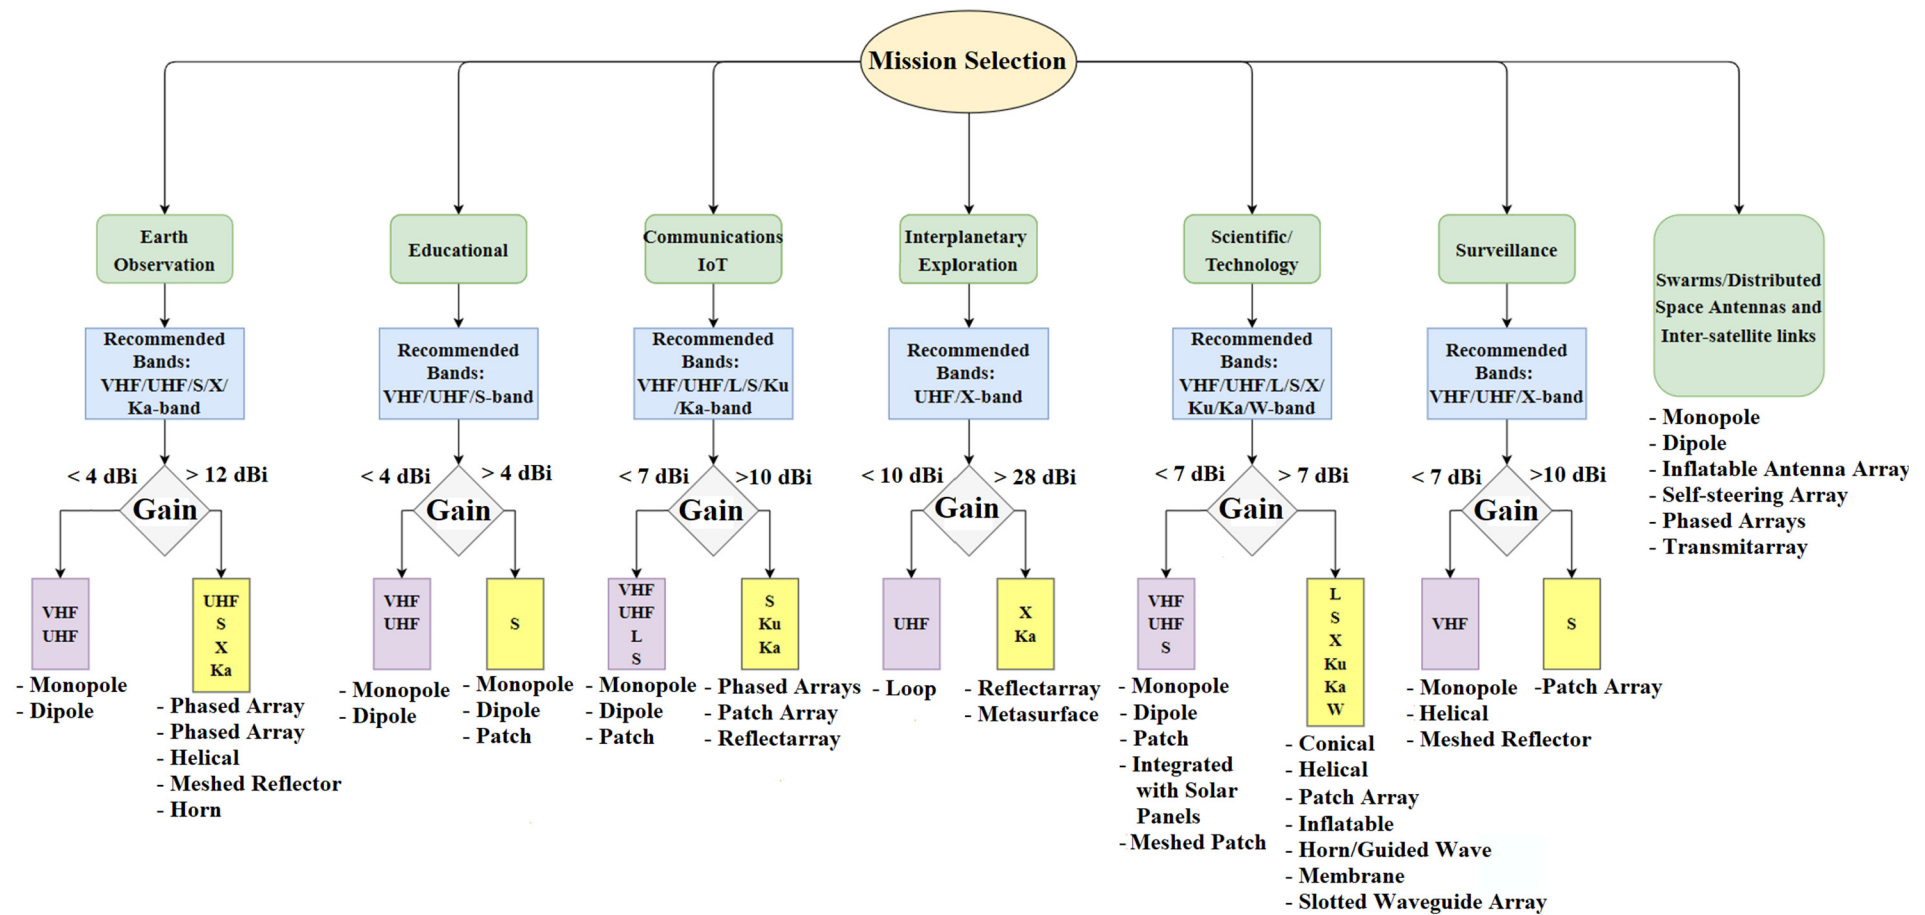 Mission Selection
Earth
Observation
Recommended
Bands:
VHF/UHF/S/X/
Ka-band
< 4 dBi
> 12 dBi
Gain
VHF
UHF
- Monopole
- Dipole
UHF
S
X
Ka
- Phased Array
- Phased Array
- Helical
- Meshed Reflector
- Horn
Educational
Recommended
Bands:
VHF/UHF/S-band
< 4 dBi
> 4 dBi
Gain
VHF
UHF
- Monopole
- Dipole
S
- Monopole
- Dipole
- Patch
Communications
IoT
Recommended
Bands:
VHF/UHF/L/S/Ku
/Ka-band
< 7 dBi
>10 dBi
Gain
VHF
UHF
L
S
- Monopole
- Dipole
- Patch
S
Ku
Ka
- Phased Arrays
- Patch Array
- Reflectarray
Interplanetary
Exploration
Recommended
Bands:
UHF/X-band
< 10 dBi
> 28 dBi
Gain
UHF
- Loop
X
Ka
- Reflectarray
- Metasurface
Scientific/
Technology
Recommended
Bands:
VHF/UHF/L/S/X/
Ku/Ka/W-band
< 7 dBi
> 7 dBi
Gain
VHF
UHF
S
- Monopole
- Dipole
- Patch
- Integrated
with Solar
Panels
- Meshed Patch
L
S
X
Ku
Ka
W
- Conical
- Helical
- Patch Array
- Inflatable
- Horn/Guided Wave
- Membrane
- Slotted Waveguide Array
Surveillance
Recommended
Bands:
VHF/UHF/X-band
< 7 dBi
>10 dBi
Gain
VHF
- Monopole
- Helical
- Meshed Reflector
S
-Patch Array
Swarms/Distributed
Space Antennas and
Inter-satellite links
- Monopole
- Dipole
- Inflatable Antenna Array
- Self-steering Array
- Phased Arrays
- Transmitarray